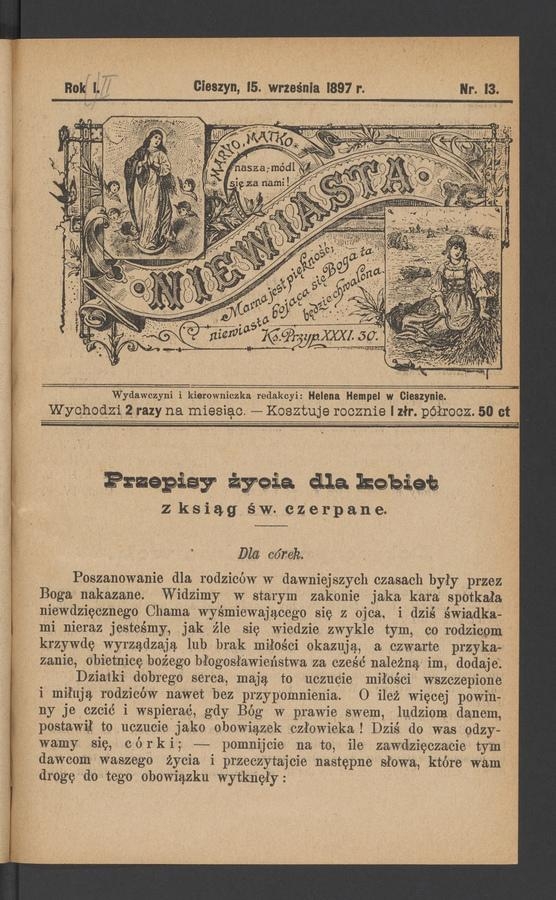 Rok I. II
Cieszyn, 15. września 1897 r.
Nr. 13.
MARYO, MATKO
nasza, módl
się za nami!
NIEWIASTA
Marna jest piękność;
niewiasta bojąca się Boga ta
będzie chwalona.
Ks. Przyp. XXXI. 30.
Wydawczyni i kierowniczka redakcyi: Helena Hempel w Cieszynie.
Wychodzi 2 razy na miesiąc. — Kosztuje rocznie 1 złr. półrocz. 50 ct
Przepisy życia dla kobiet
z ksiąg św. czerpane.
Dla córek.
Poszanowanie dla rodziców w dawniejszych czasach były przez
Boga nakazane. Widzimy w starym zakonie jaka kara spotkała
niewdzięcznego Chama wyśmiewającego się z ojca, i dziś świadka-
mi nieraz jesteśmy, jak źle się wiedzie zwykle tym, co rodzicom
krzywdę wyrządzają lub brak miłości okazują, a czwarte przyka-
zanie, obietnicę bożego błogosławieństwa za cześć należną im, dodaje.
Dziatki dobrego serca, mają to uczucie miłości wszczepione
i miłują rodziców nawet bez przypomnienia. O ileż więcej powin-
ny je czcić i wspierać, gdy Bóg w prawie swem, ludziom danem,
postawił to uczucie jako obowiązek człowieka! Dziś do was odzy-
wamy się, córki; — pomnijcie na to, ile zawdzięczacie tym
dawcom waszego życia i przeczytajcie następne słowa, które wam
drogę do tego obowiązku wytknęły: